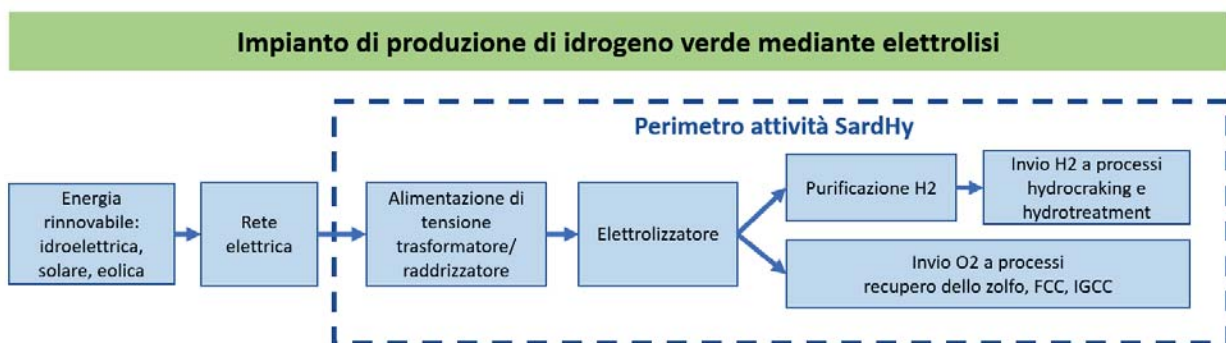 Impianto di produzione di idrogeno verde mediante elettrolisi
Perimetro attività SardHy
Energia
rinnovabile:
idroelettrica,
solare, eolica
Rete
elettrica
Alimentazione di
tensione
trasformatore/
raddrizzatore
Elettrolizzatore
Purificazione H2
Invio H2 a processi
hydrocraking e
hydrotreatment
Invio O2 a processi
recupero dello zolfo, FCC, IGCC